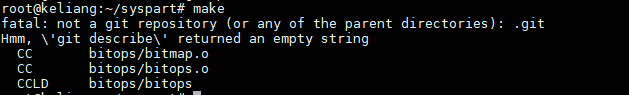 root@keliang:~/syspart# make
fatal: not a git repository (or any of the parent directories): .git
Hmm, \'git describe\' returned an empty string
  CC       bitops/bitmap.o
  CC       bitops/bitops.o
  CCLD     bitops/bitops